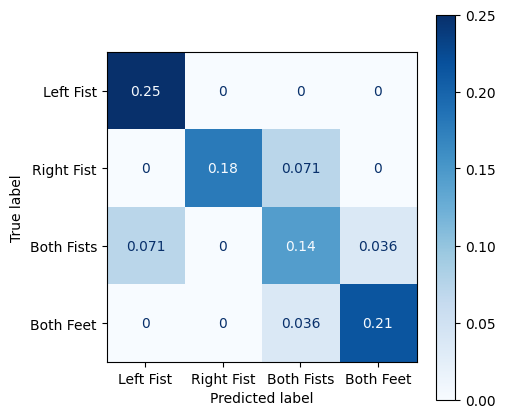 Left Fist 0.25 0 0 0
Right Fist 0 0.18 0.071 0
Both Fists 0.071 0 0.14 0.036
Both Feet 0 0 0.036 0.21
Left Fist Right Fist Both Fists Both Feet
Predicted label
True label
0.25
0.20
0.15
0.10
0.05
0.00